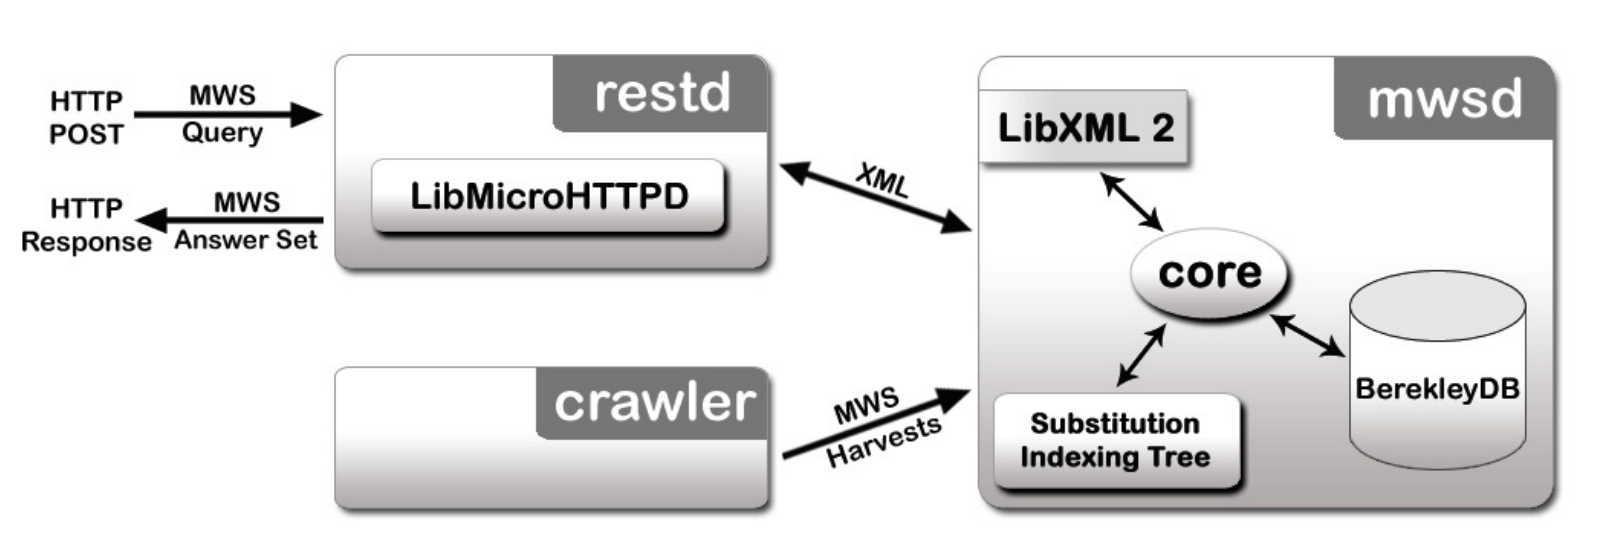 HTTP
POST
MWS
Query
HTTP
Response
MWS
Answer Set
restd
LibMicroHTTPD
XML
crawler
MWS
Harvests
mwsd
LibXML 2
core
BerekleyDB
Substitution
Indexing Tree